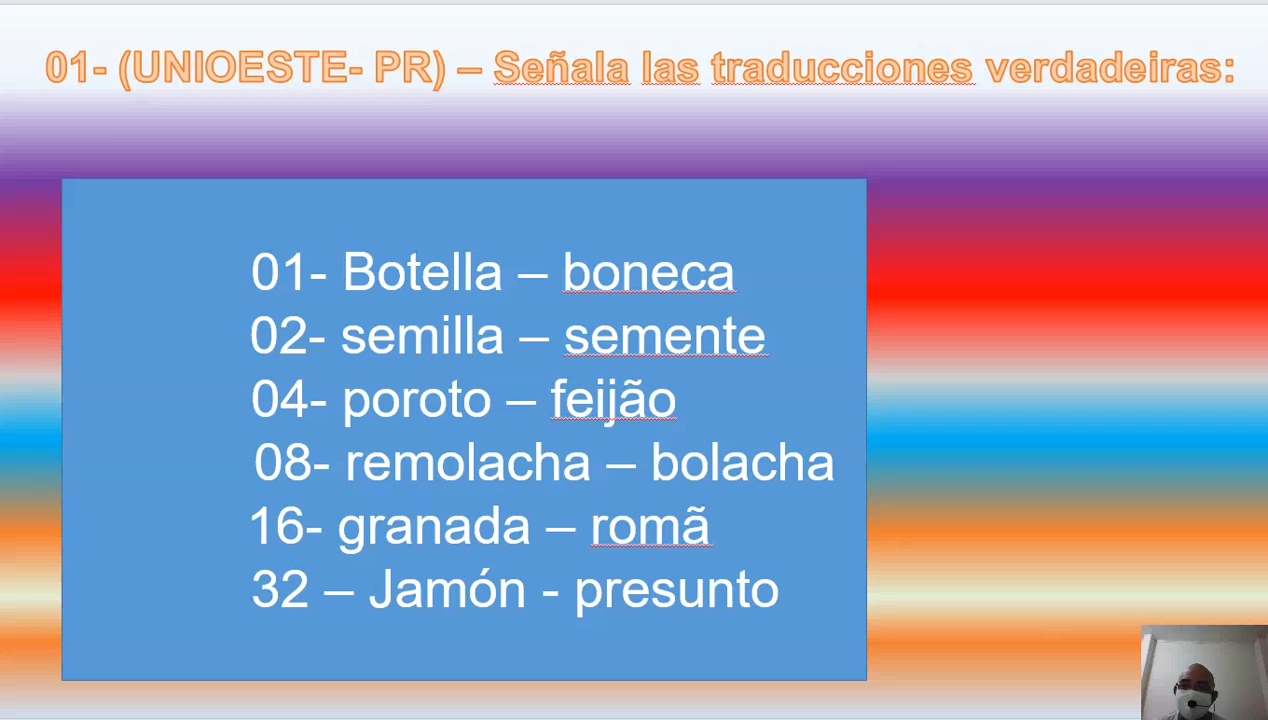 01- (UNIOESTE- PR) – Señala las traducciones verdadeiras:
01- Botella – boneca
02- semilla – semente
04- poroto – feijão
08- remolacha – bolacha
16- granada – romã
32 – Jamón - presunto